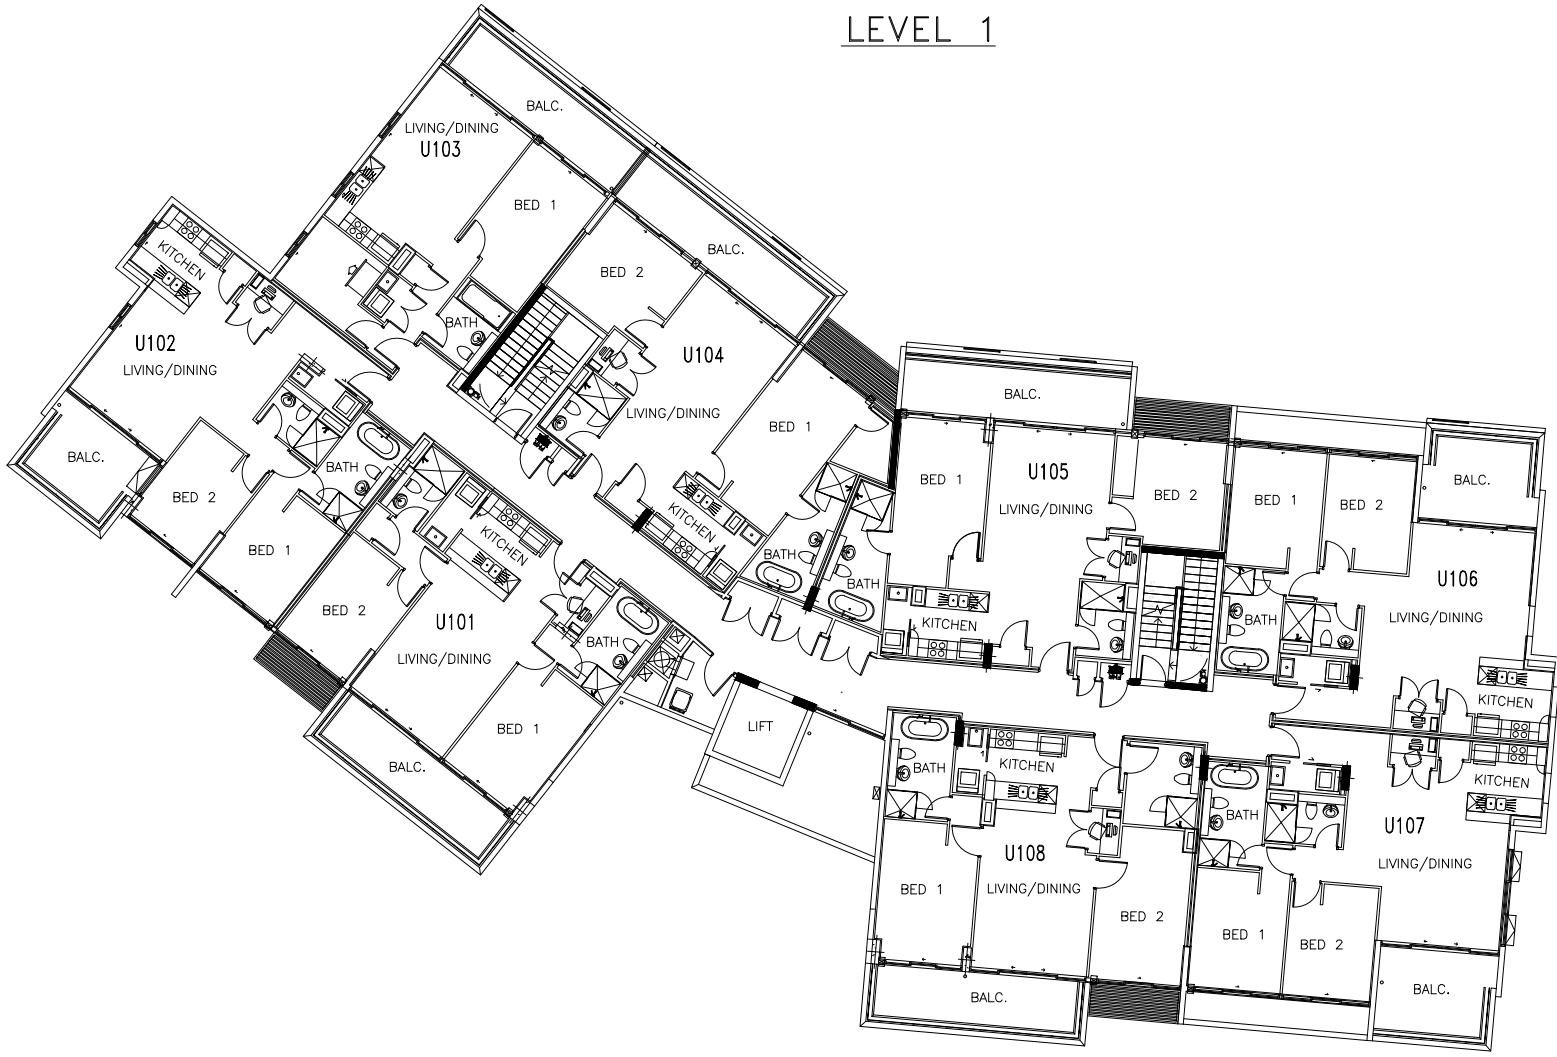 LEVEL 1
BALC.
LIVING/DINING
U103
BED 1
KITCHEN
BED 2
BALC.
BATH
U102
LIVING/DINING
U104
LIVING/DINING
BALC.
BED 1
BALC.
BATH
BED 2
BED 1
KITCHEN
KITCHEN
BED 1
U105
LIVING/DINING
BED 2
BED 1
BED 2
BALC.
BED 2
U101
LIVING/DINING
BATH
BATH
BATH
KITCHEN
BATH
U106
LIVING/DINING
BED 1
BALC.
LIFT
KITCHEN
KITCHEN
BATH
KITCHEN
BATH
U107
LIVING/DINING
U108
LIVING/DINING
BED 1
BED 2
BED 1
BED 2
BALC.
BALC.